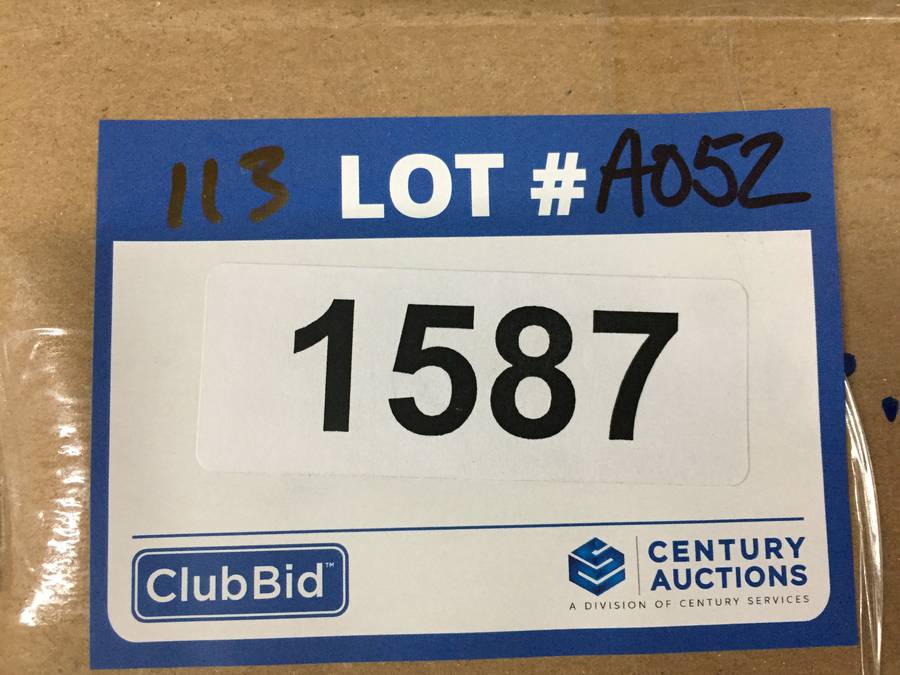 113 LOT # A052
1587
ClubBid™
CENTURY
AUCTIONS
A DIVISION OF CENTURY SERVICES